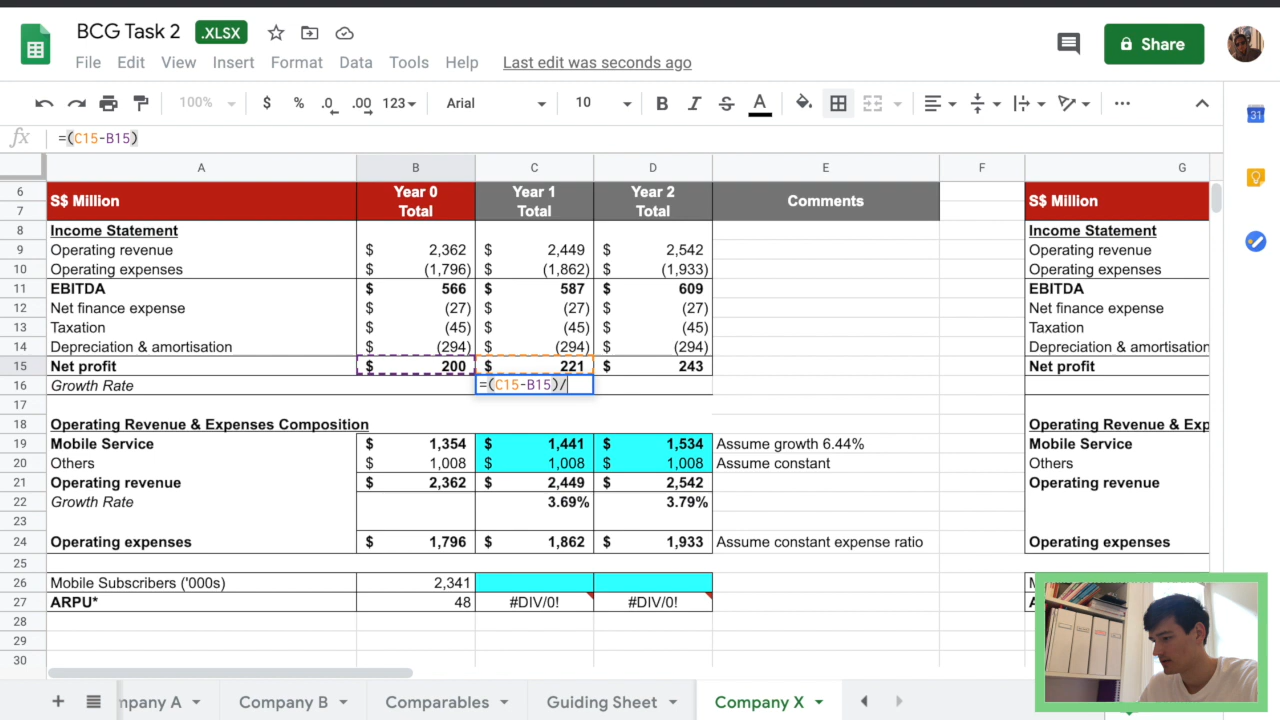 BCG Task 2 .XLSX
File Edit View Insert Format Data Tools Help Last edit was seconds ago
Share
100% $ % .0 .00 123 Arial 10 B I S A
31
fx =(C15-B15)
A B C D E F G
6 S$ Million Year 0 Year 1 Year 2 Comments S$ Million
7 Total Total Total
8 Income Statement Income Statement
9 Operating revenue $ 2,362 $ 2,449 $ 2,542 Operating revenue
10 Operating expenses $ (1,796) $ (1,862) $ (1,933) Operating expenses
11 EBITDA $ 566 $ 587 $ 609 EBITDA
12 Net finance expense $ (27) $ (27) $ (27) Net finance expense
13 Taxation $ (45) $ (45) $ (45) Taxation
14 Depreciation & amortisation $ (294) $ (294) $ (294) Depreciation & amortisation
15 Net profit $ 200 $ 221 $ 243 Net profit
16 Growth Rate =(C15-B15)/
17
18 Operating Revenue & Expenses Composition Operating Revenue & Exp
19 Mobile Service $ 1,354 $ 1,441 $ 1,534 Assume growth 6.44% Mobile Service
20 Others $ 1,008 $ 1,008 $ 1,008 Assume constant Others
21 Operating revenue $ 2,362 $ 2,449 $ 2,542 Operating revenue
22 Growth Rate 3.69% 3.79%
23
24 Operating expenses $ 1,796 $ 1,862 $ 1,933 Assume constant expense ratio Operating expenses
25
26 Mobile Subscribers ('000s) 2,341
27 ARPU* 48 #DIV/0! #DIV/0!
28
29
30
mpany A Company B Comparables Guiding Sheet Company X